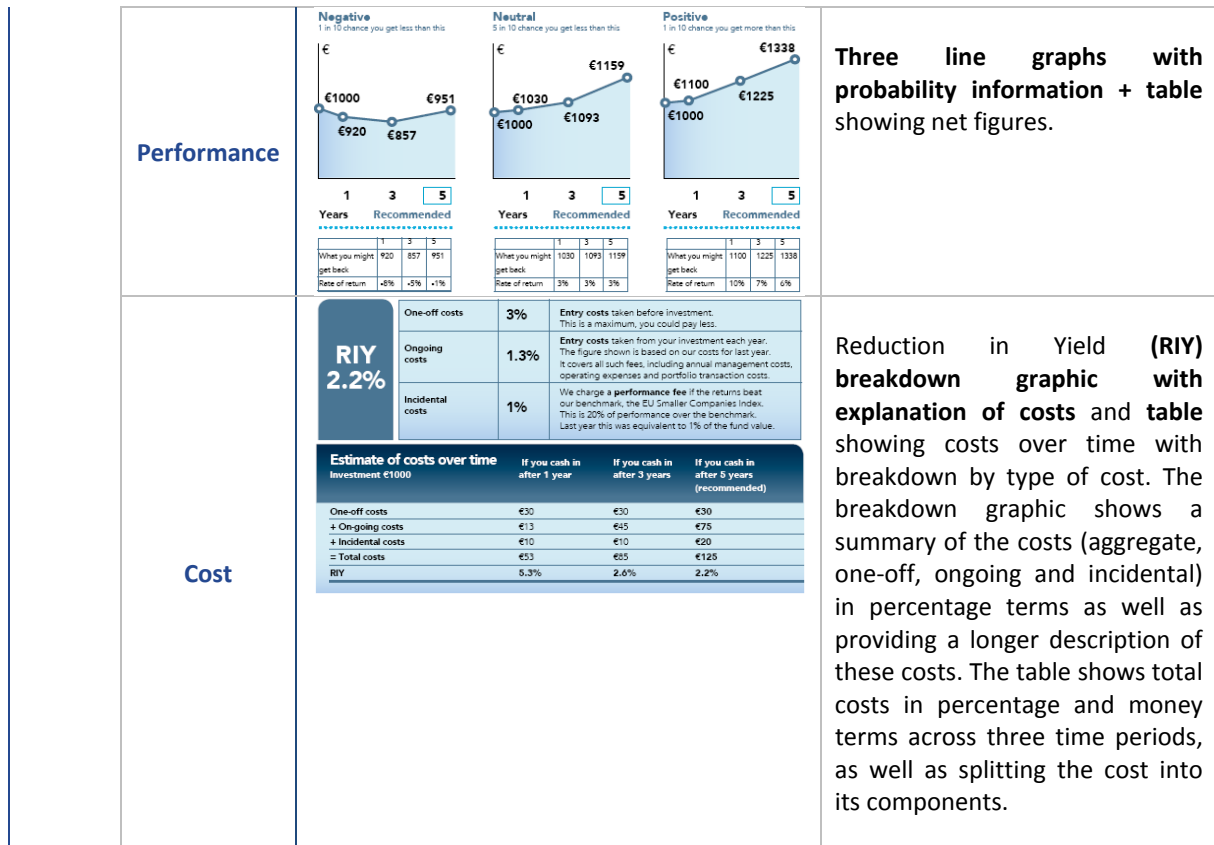 Performance
Negative
1 in 10 chance you get less than this
€
€1000
€951
€920
€857
1 3 5
Years Recommended
1 3 5
What you might get back 920 857 951
Rate of return -8% -5% -1%
Neutral
5 in 10 chance you get less than this
€
€1159
€1030
€1000
€1093
1 3 5
Years Recommended
1 3 5
What you might get back 1030 1093 1159
Rate of return 3% 3% 3%
Positive
1 in 10 chance you get more than this
€
€1338
€1100
€1225
€1000
1 3 5
Years Recommended
1 3 5
What you might get back 1100 1225 1338
Rate of return 10% 7% 6%
Three line graphs with
probability information + table
showing net figures.
Cost
RIY
2.2%
One-off costs 3% Entry costs taken before investment.
This is a maximum, you could pay less.
Ongoing costs 1.3% Entry costs taken from your investment each year.
The figure shown is based on our costs for last year.
It covers all such fees, including annual management costs,
operating expenses and portfolio transaction costs.
Incidental costs 1% We charge a performance fee if the returns beat
our benchmark, the EU Smaller Companies Index.
This is 20% of performance over the benchmark.
Last year this was equivalent to 1% of the fund value.
Estimate of costs over time
Investment €1000
If you cash in
after 1 year
If you cash in
after 3 years
If you cash in
after 5 years
(recommended)
One-off costs €30 €30 €30
+ On-going costs €13 €45 €75
+ Incidental costs €10 €10 €20
= Total costs €53 €85 €125
RIY 5.3% 2.6% 2.2%
Reduction in Yield (RIY)
breakdown graphic with
explanation of costs and table
showing costs over time with
breakdown by type of cost. The
breakdown graphic shows a
summary of the costs (aggregate,
one-off, ongoing and incidental)
in percentage terms as well as
providing a longer description of
these costs. The table shows total
costs in percentage and money
terms across three time periods,
as well as splitting the cost into
its components.